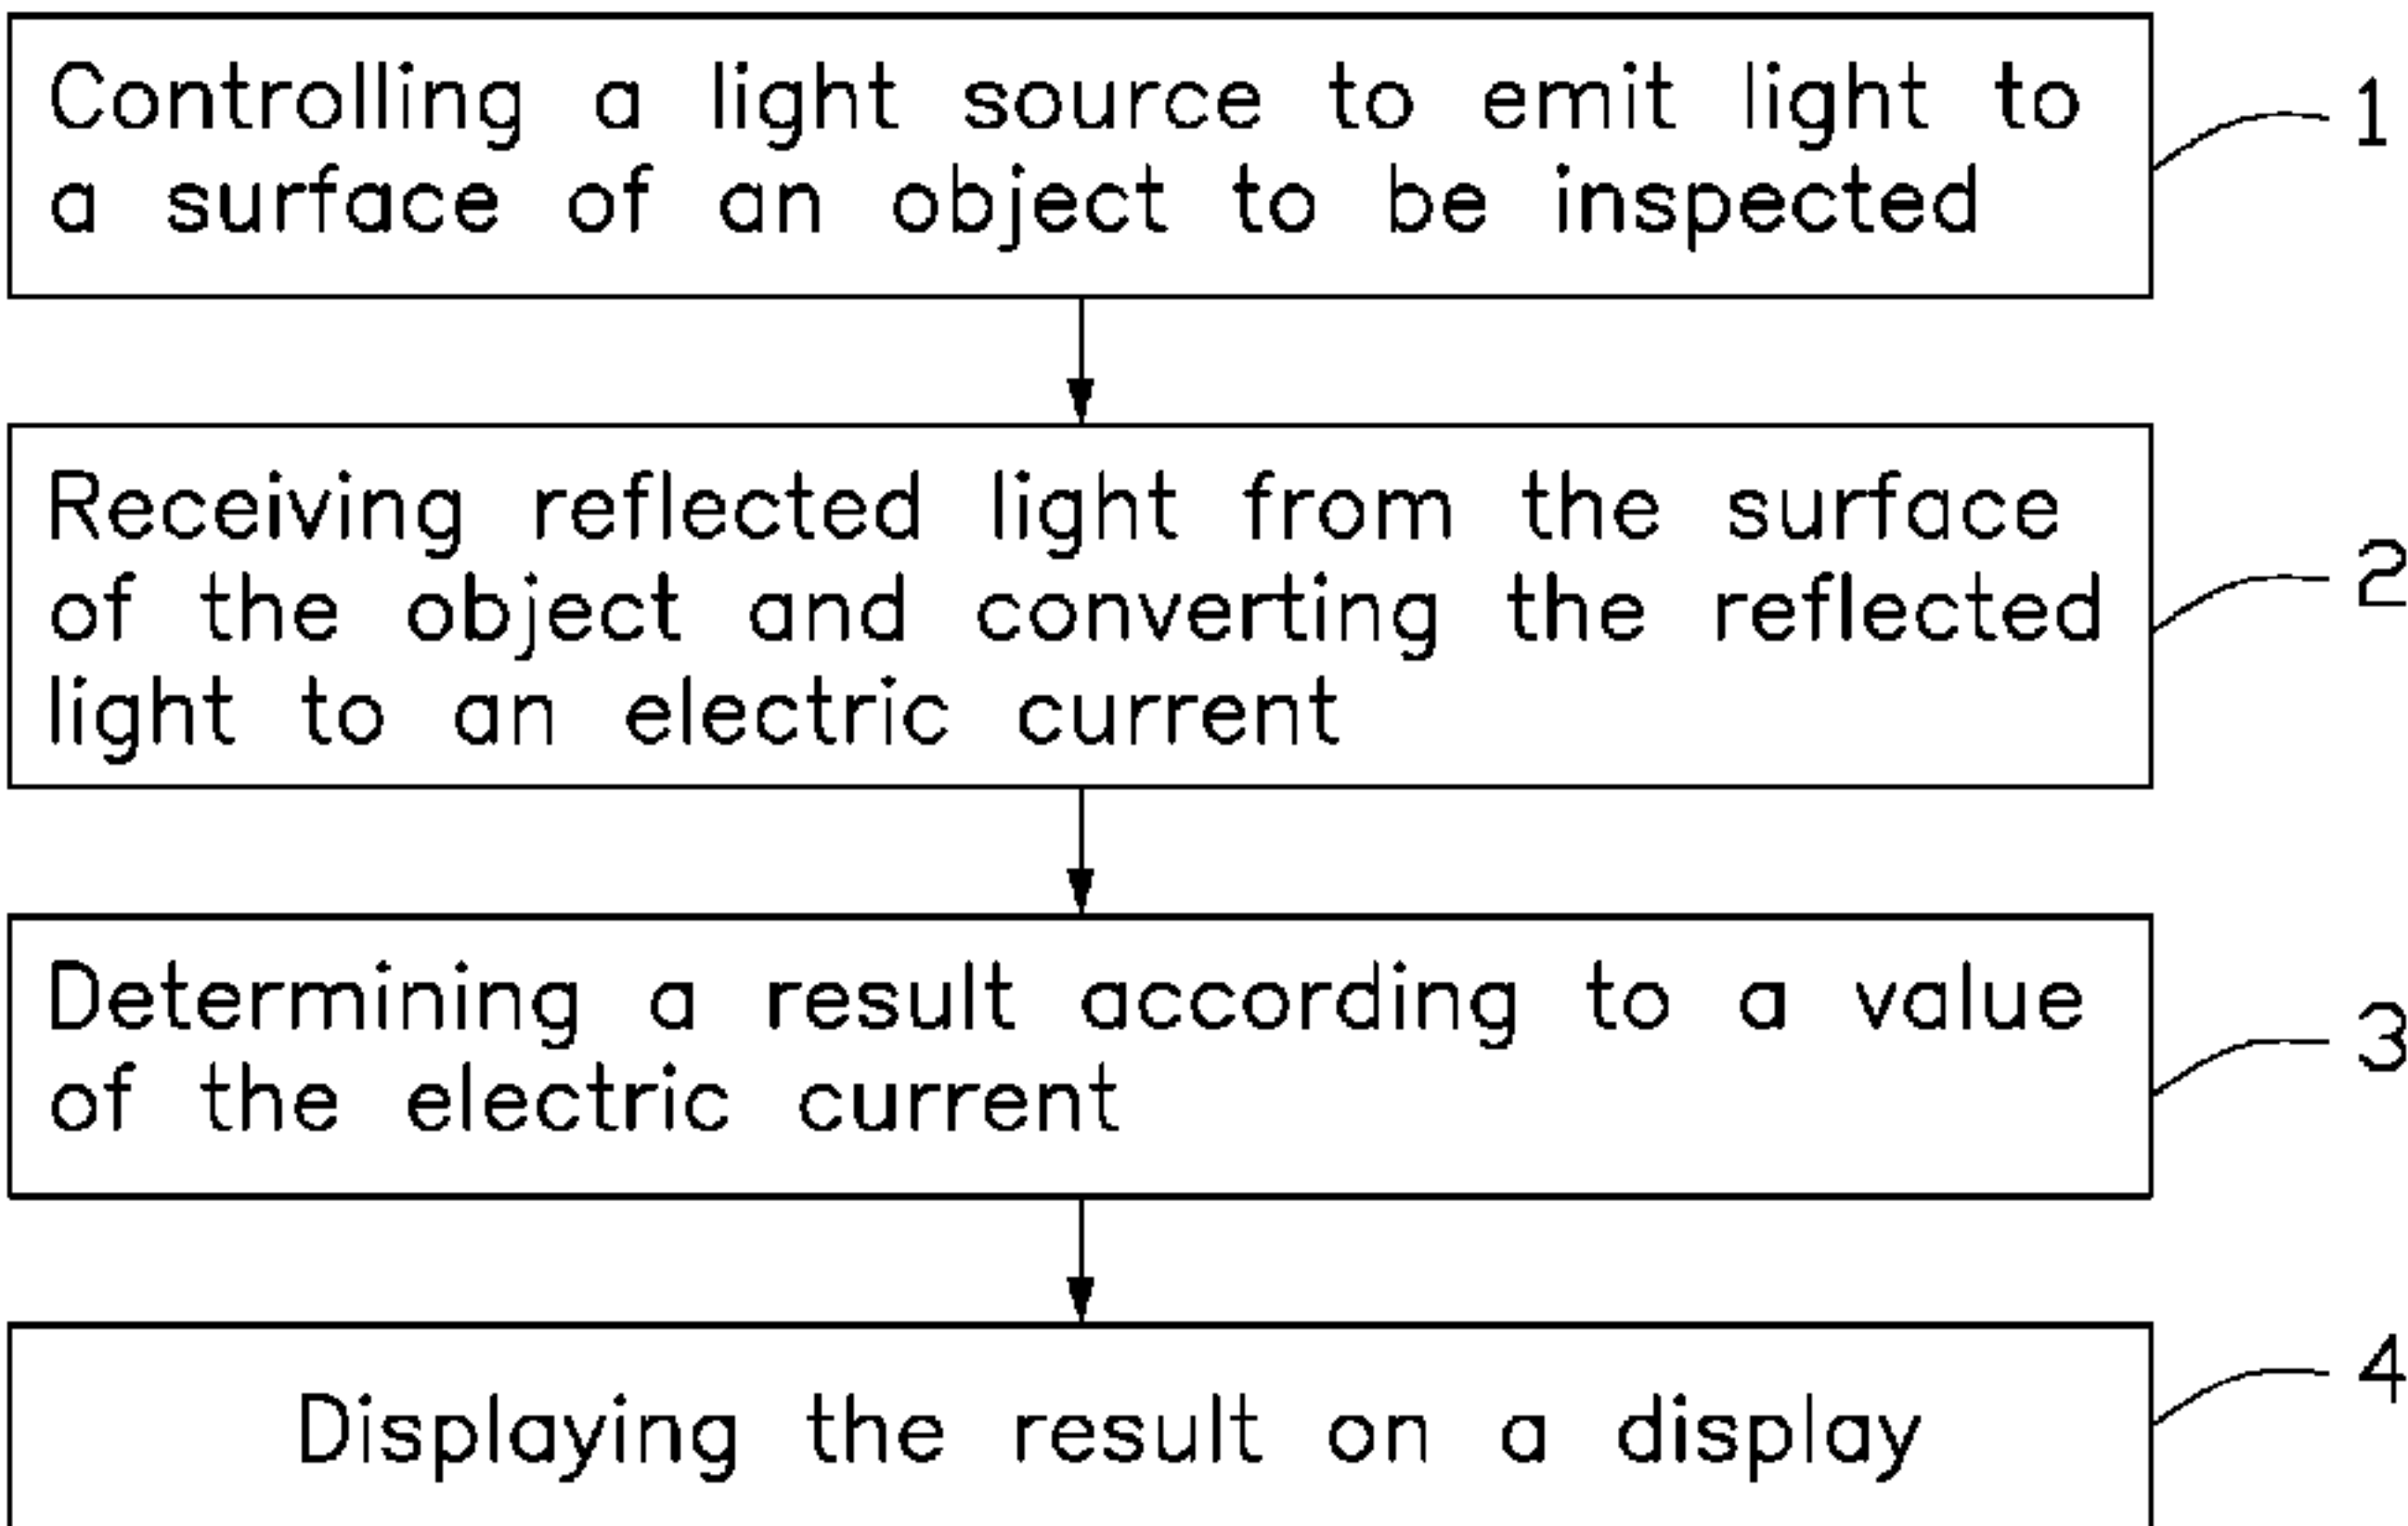 Controlling a light source to emit light to
a surface of an object to be inspected
1
Receiving reflected light from the surface
of the object and converting the reflected
light to an electric current
2
Determining a result according to a value
of the electric current
3
Displaying the result on a display
4